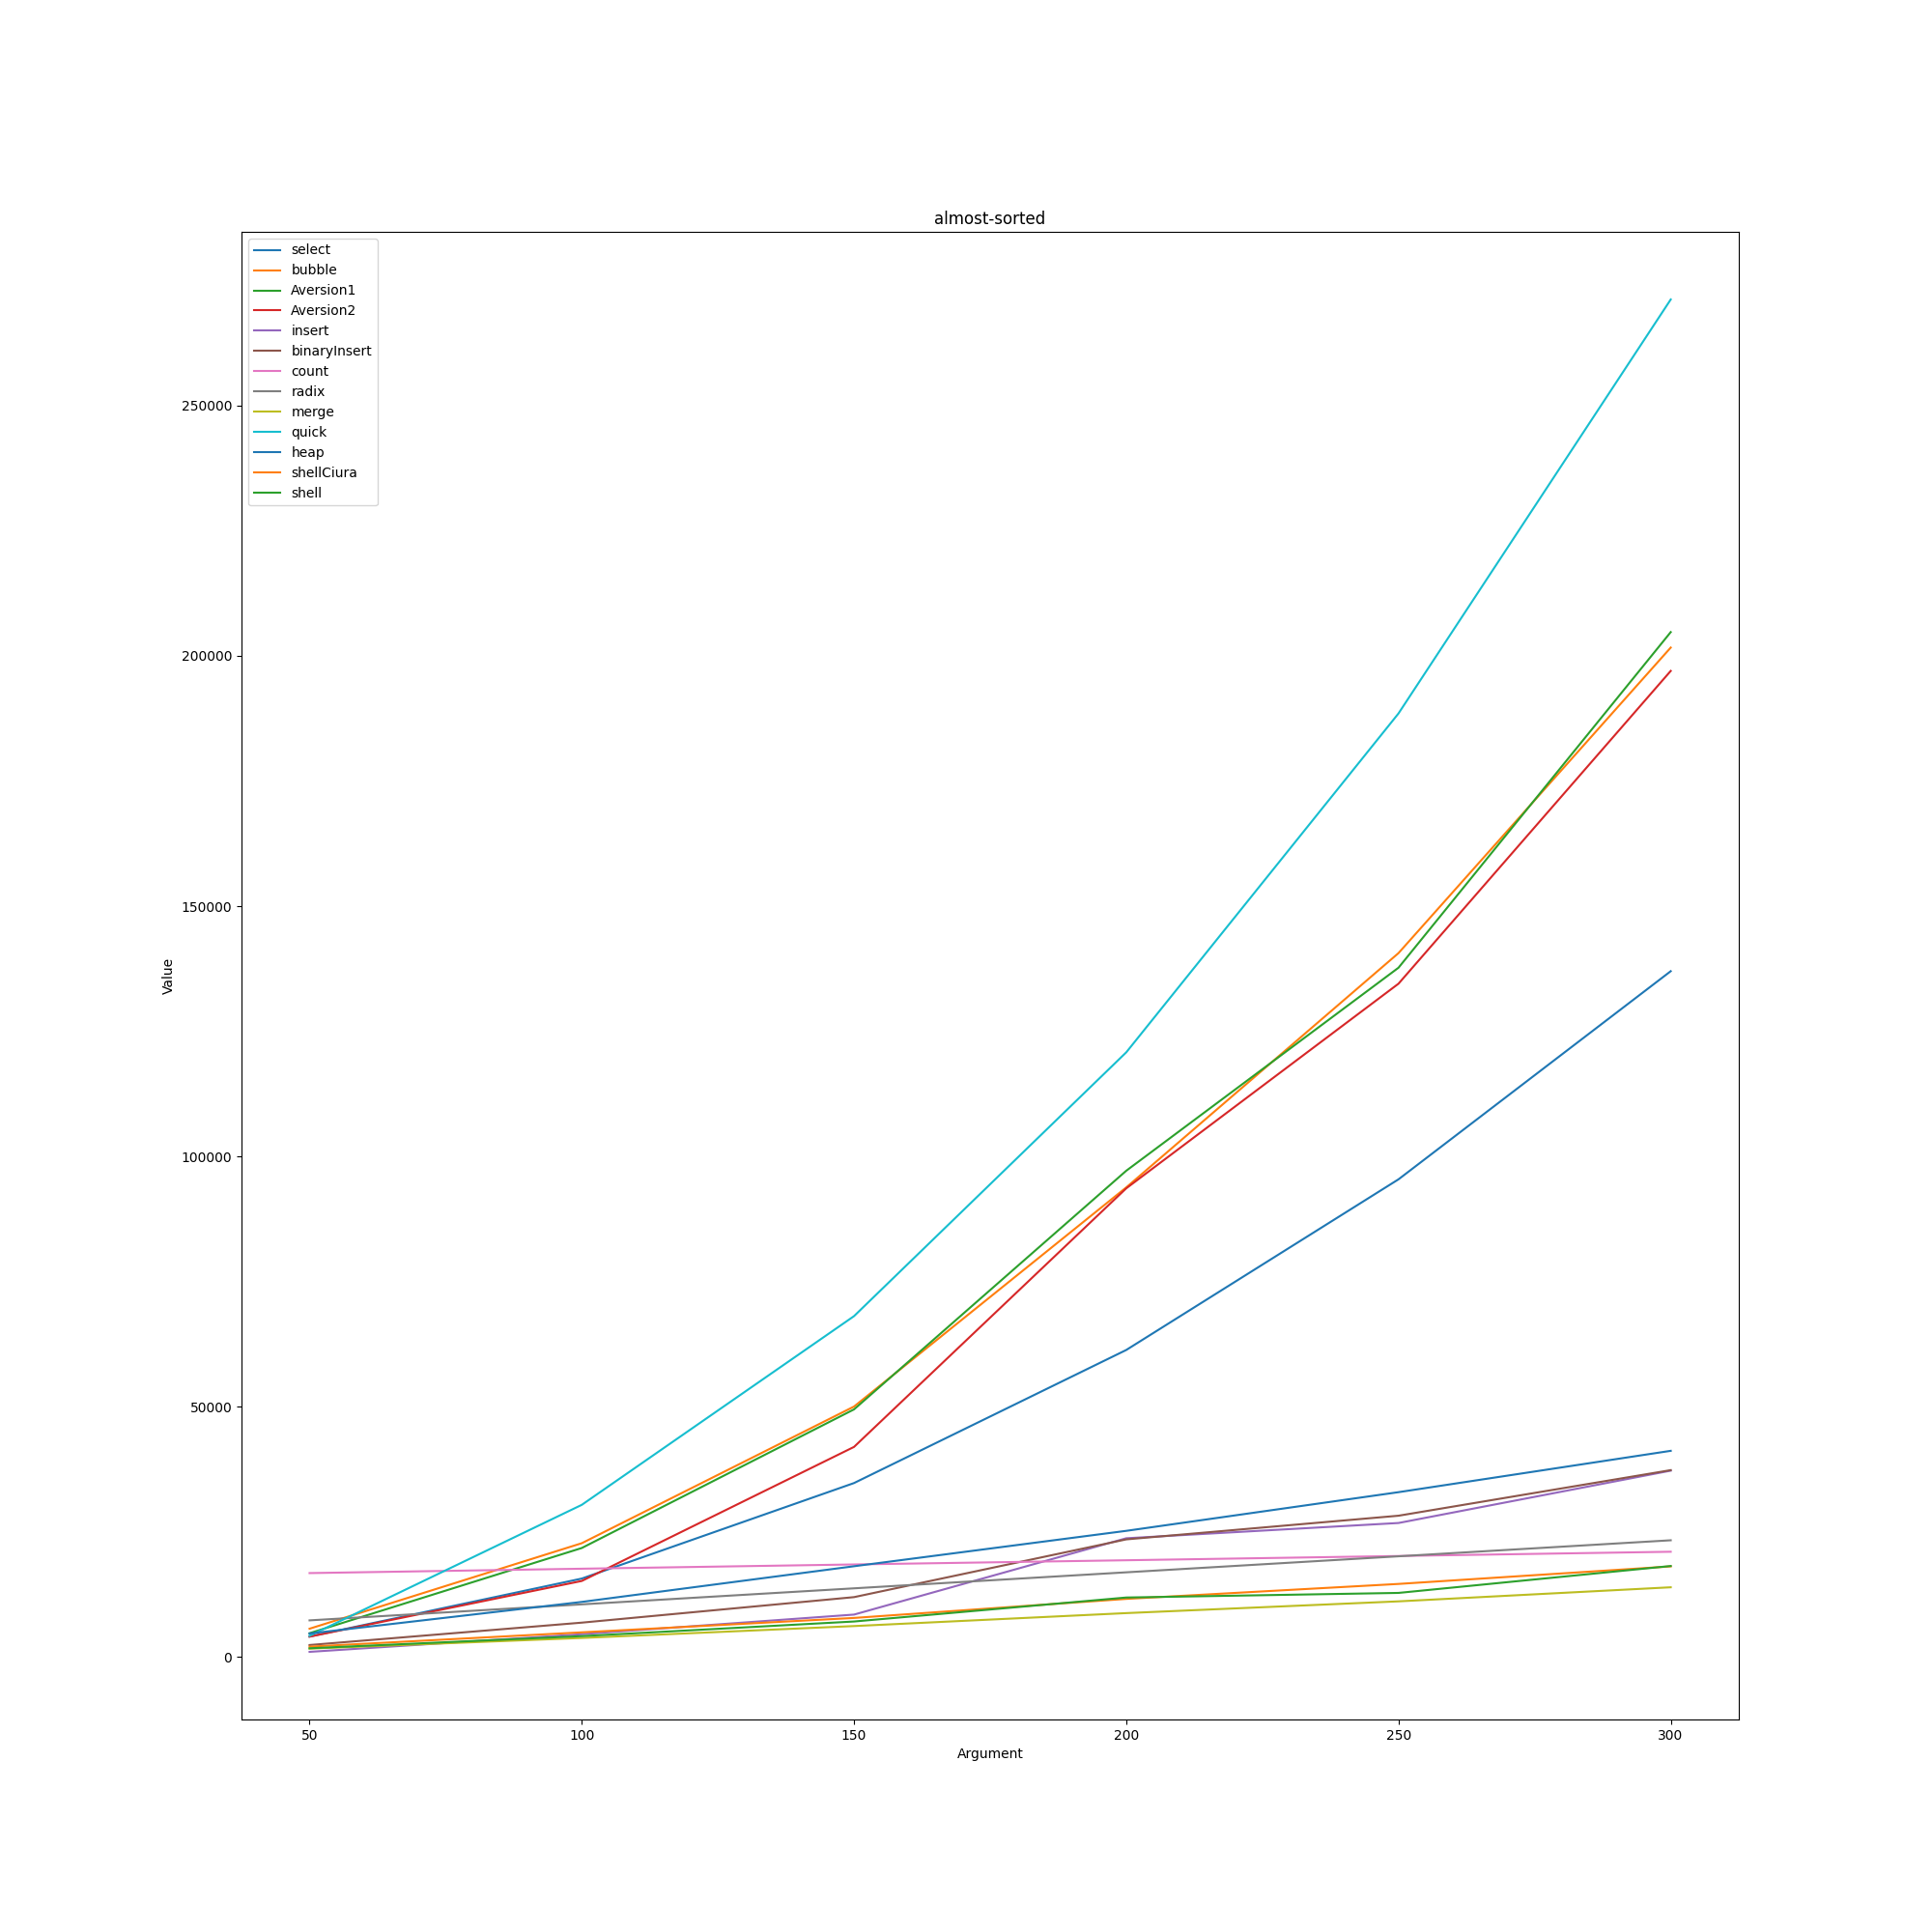 almost-sorted
select
bubble
Aversion1
Aversion2
insert
binaryInsert
count
radix
merge
quick
heap
shellCiura
shell
250000
200000
150000
100000
50000
0
Value
50 100 150 200 250 300
Argument